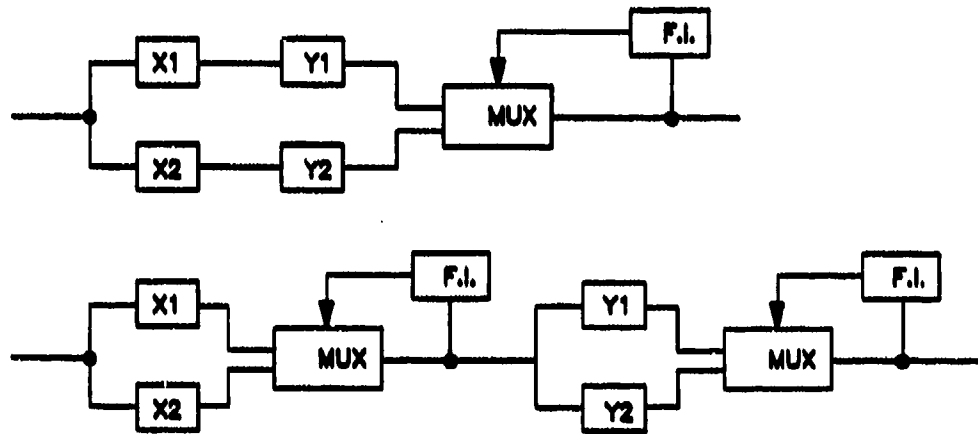 F.I.
X1 Y1
MUX
X2 Y2
F.I. F.I.
X1 Y1
MUX MUX
X2 Y2